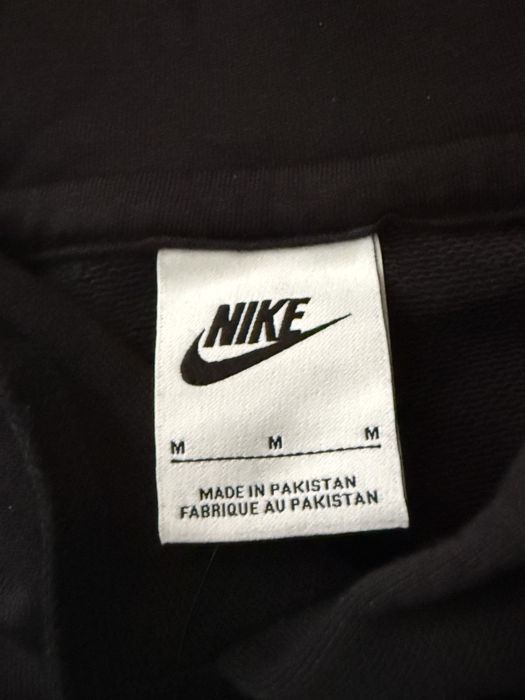 NIKE
M M M
MADE IN PAKISTAN
FABRIQUE AU PAKISTAN